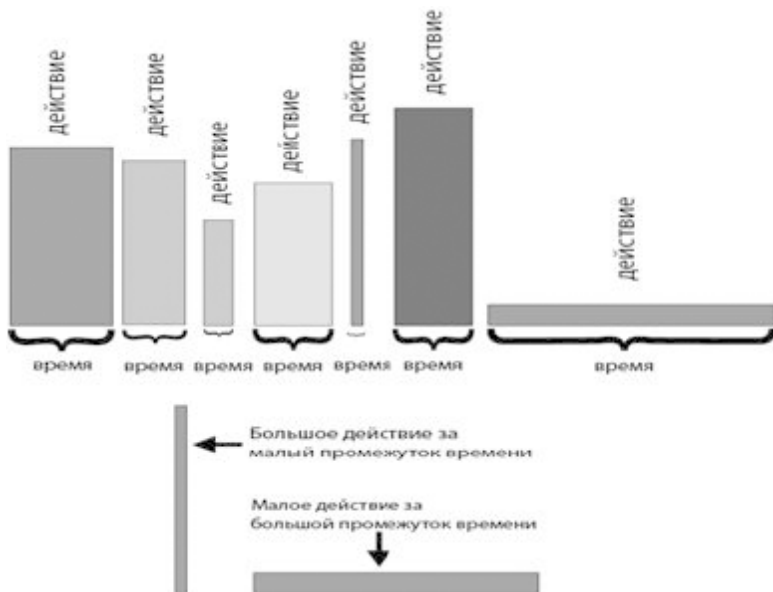 действие
действие
действие
действие
действие
действие
действие
время
время
время
время
время
время
время
Большое действие за
малый промежуток времени
Малое действие за
большой промежуток времени